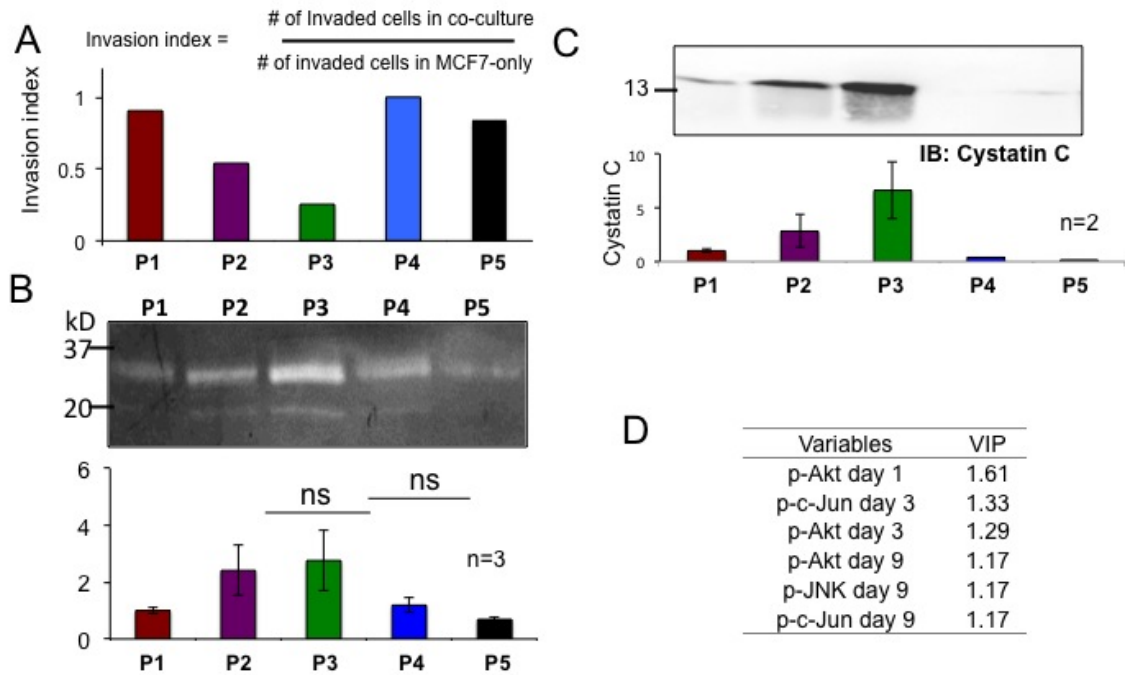 A
Invasion index =
# of Invaded cells in co-culture
# of invaded cells in MCF7-only
Invasion index
1
0.5
0
P1 P2 P3 P4 P5
B
P1 P2 P3 P4 P5
kD
37
20
6
4
2
0
ns
ns
n=3
P1 P2 P3 P4 P5
C
13
IB: Cystatin C
Cystatin C
10
5
0
n=2
P1 P2 P3 P4 P5
D
Variables VIP
p-Akt day 1 1.61
p-c-Jun day 3 1.33
p-Akt day 3 1.29
p-Akt day 9 1.17
p-JNK day 9 1.17
p-c-Jun day 9 1.17